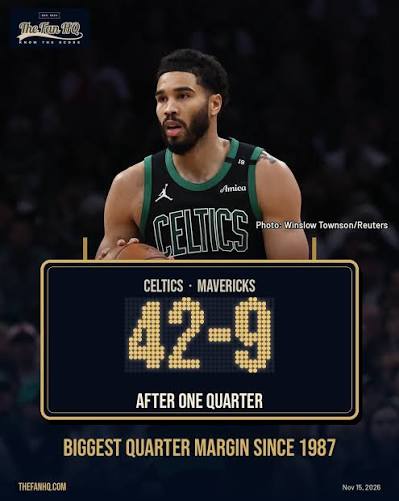 The Fan HQ
KNOW THE SCORE
Amica
CELTICS
Photo: Winslow Townson/Reuters
CELTICS · MAVERICKS
42-9
AFTER ONE QUARTER
BIGGEST QUARTER MARGIN SINCE 1987
THEFANHQ.COM
Nov 15, 2026